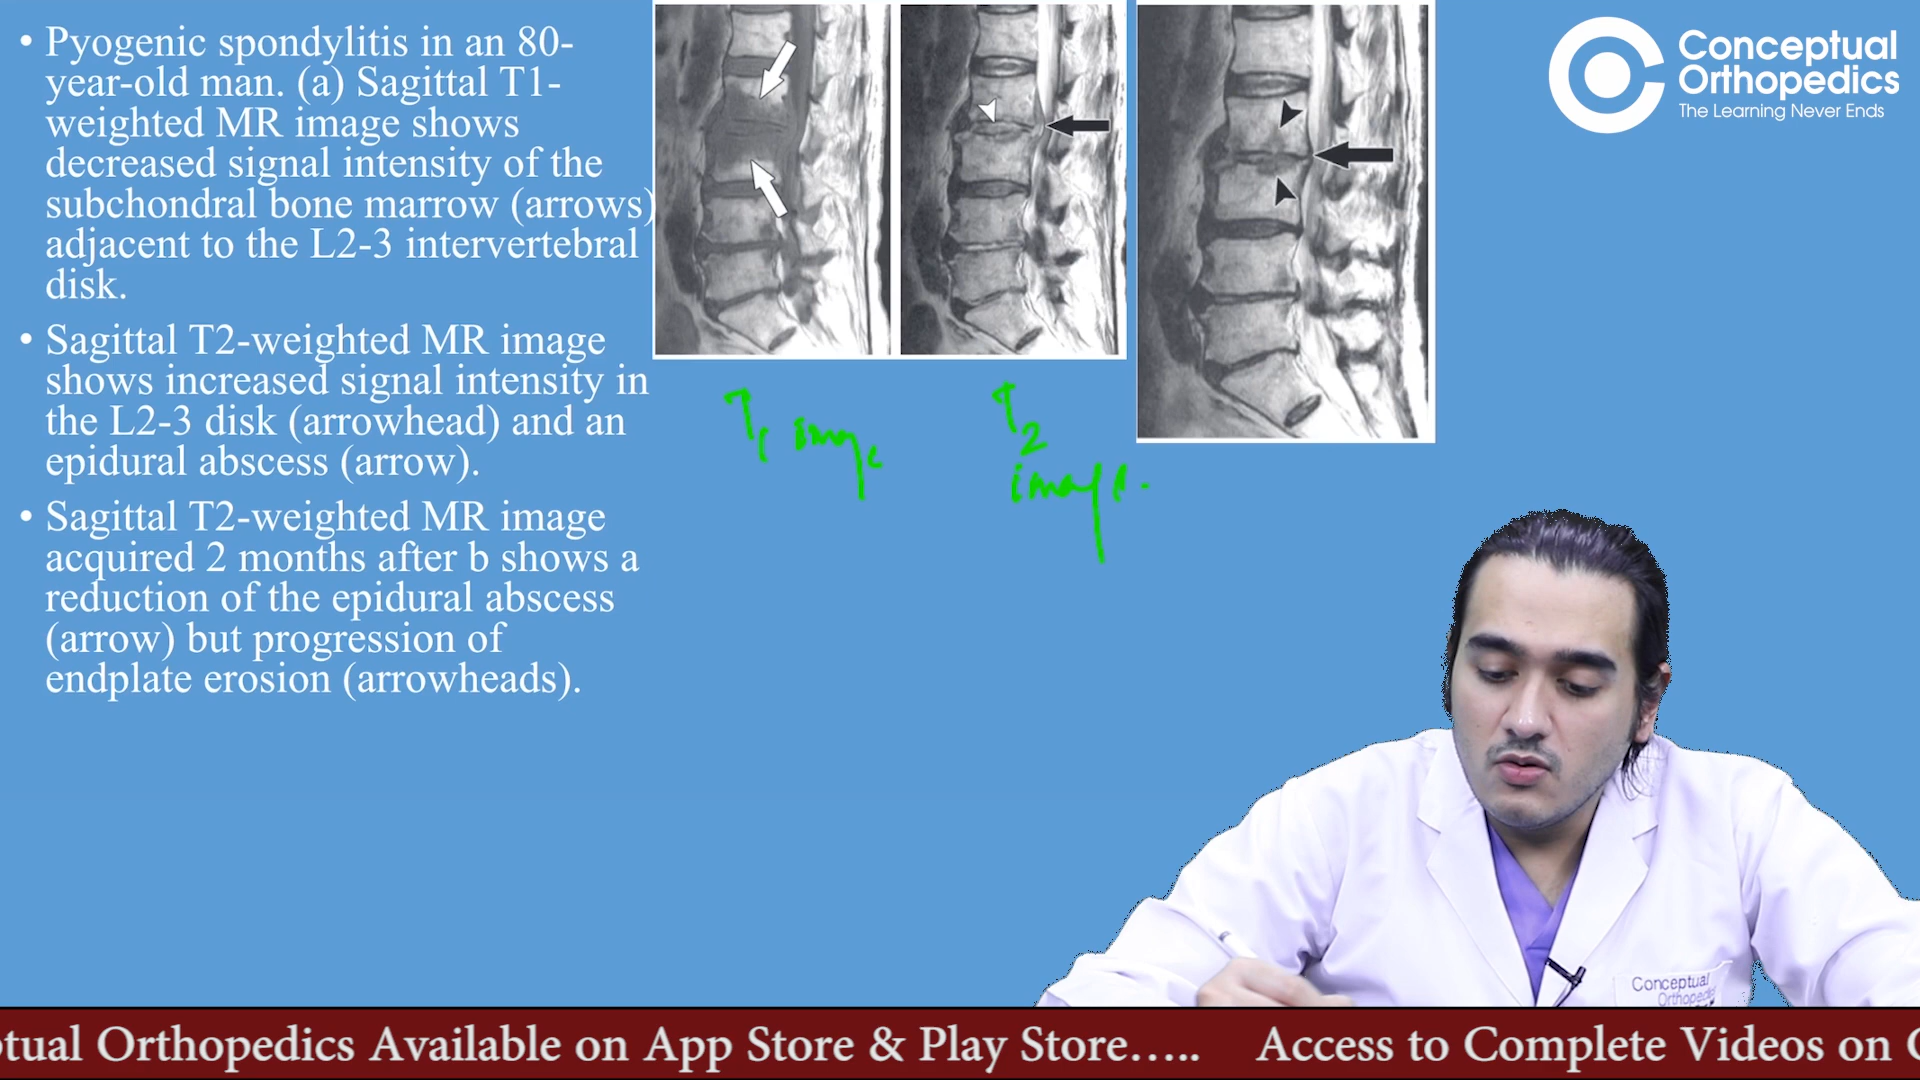 • Pyogenic spondylitis in an 80-
year-old man. (a) Sagittal T1-
weighted MR image shows
decreased signal intensity of the
subchondral bone marrow (arrows)
adjacent to the L2-3 intervertebral
disk.
• Sagittal T2-weighted MR image
shows increased signal intensity in
the L2-3 disk (arrowhead) and an
epidural abscess (arrow).
• Sagittal T2-weighted MR image
acquired 2 months after b shows a
reduction of the epidural abscess
(arrow) but progression of
endplate erosion (arrowheads).
T1 image
T2
image.
Conceptual
Orthopedics
The Learning Never Ends
Conceptual
Orthopedics
ptual Orthopedics Available on App Store & Play Store..... Access to Complete Videos on C